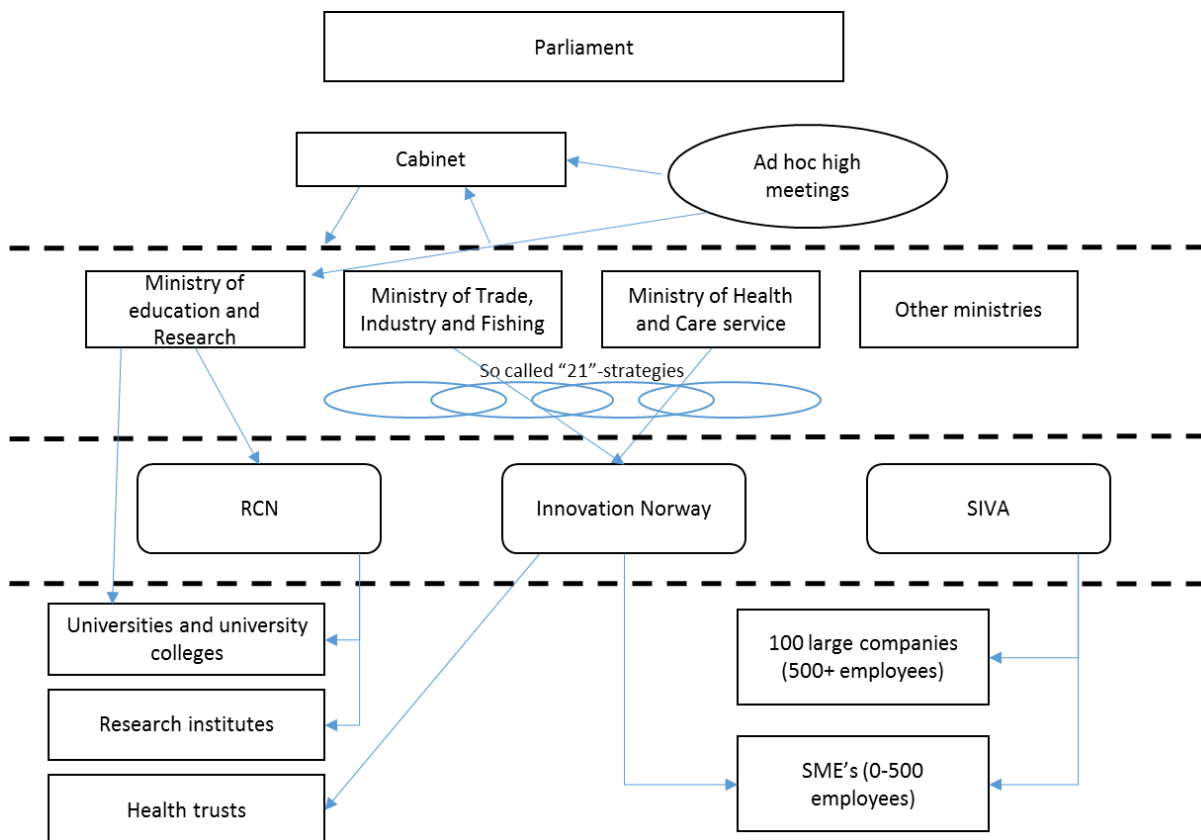 Parliament
Cabinet
Ad hoc high
meetings
Ministry of
education and
Research
Ministry of Trade,
Industry and Fishing
Ministry of Health
and Care service
Other ministries
So called “21”-strategies
RCN
Innovation Norway
SIVA
Universities and university
colleges
100 large companies
(500+ employees)
Research institutes
SME’s (0-500
employees)
Health trusts